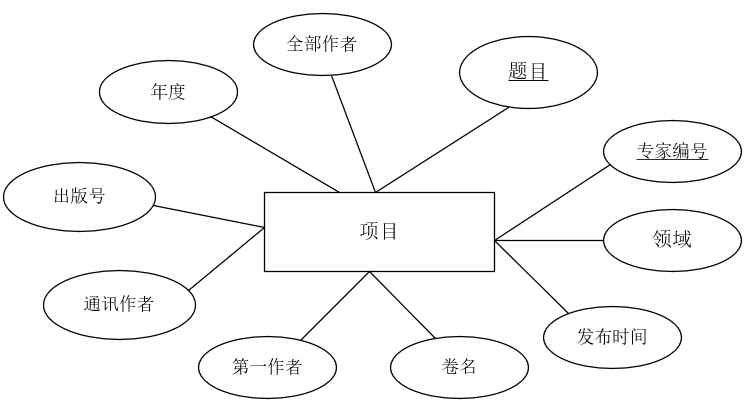 全部作者
题目
年度
专家编号
出版号
项目
领域
通讯作者
发布时间
第一作者
卷名